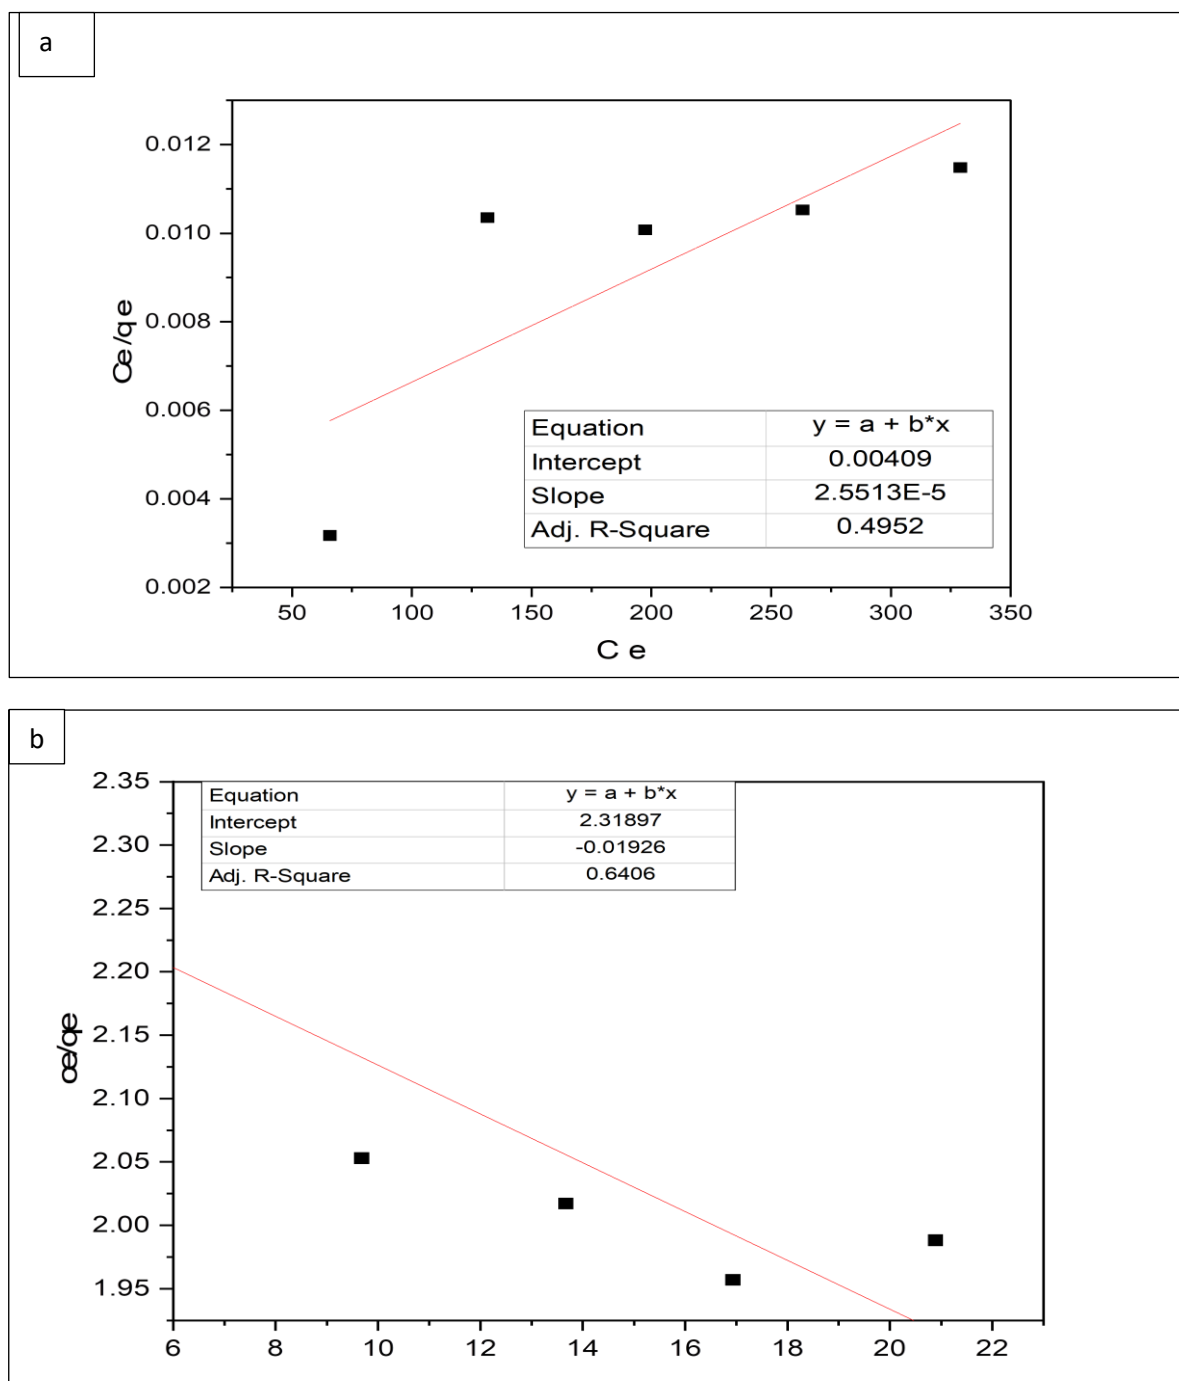 a
0.012
0.010
0.008
0.006
0.004
0.002
Ce/qe
Equation y = a + b*x
Intercept 0.00409
Slope 2.5513E-5
Adj. R-Square 0.4952
50 100 150 200 250 300 350
C e
b
2.35
2.30
2.25
2.20
2.15
2.10
2.05
2.00
1.95
ce/qe
Equation y = a + b*x
Intercept 2.31897
Slope -0.01926
Adj. R-Square 0.6406
6 8 10 12 14 16 18 20 22